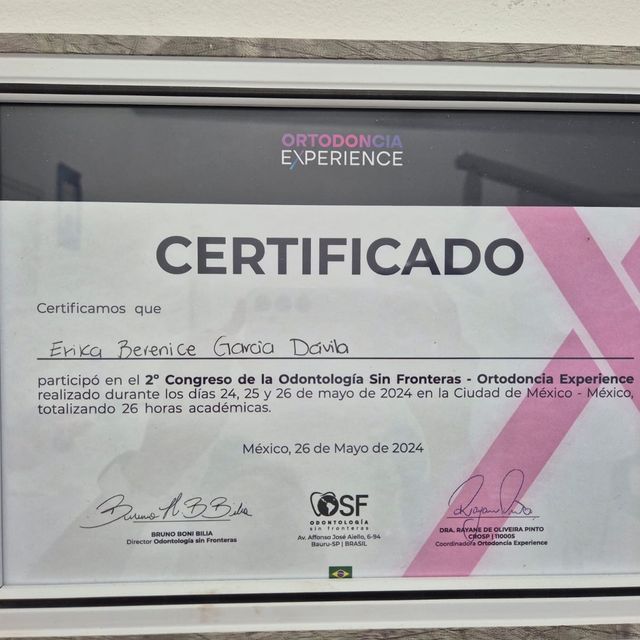 ORTODONCIA
EXPERIENCE
CERTIFICADO
Certificamos que
Erika Berenice Garcia Dávila
participó en el 2º Congreso de la Odontología Sin Fronteras - Ortodoncia Experience
realizado durante los días 24, 25 y 26 de mayo de 2024 en la Ciudad de México - México,
totalizando 26 horas académicas.
México, 26 de Mayo de 2024
BRUNO BONI BILIA
Director Odontología sin Fronteras
OSF
ODONTOLOGÍA
sin fronteras
Av. Affonso José Aiello, 6-94
Bauru-SP | BRASIL
DRA. RAYANE DE OLIVEIRA PINTO
CROSP | 110005
Coordinadora Ortodoncia Experience